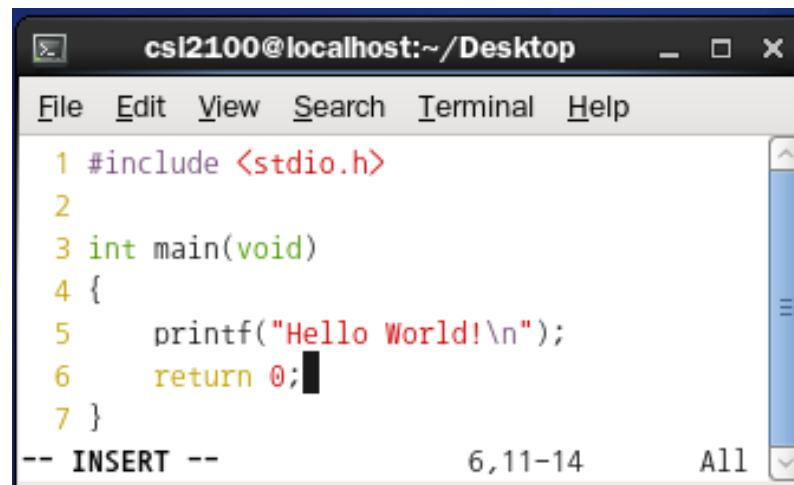 csl2100@localhost:~/Desktop
File Edit View Search Terminal Help
1 #include <stdio.h>
2
3 int main(void)
4 {
5     printf("Hello World!\n");
6     return 0;
7 }
-- INSERT -- 6,11-14 All